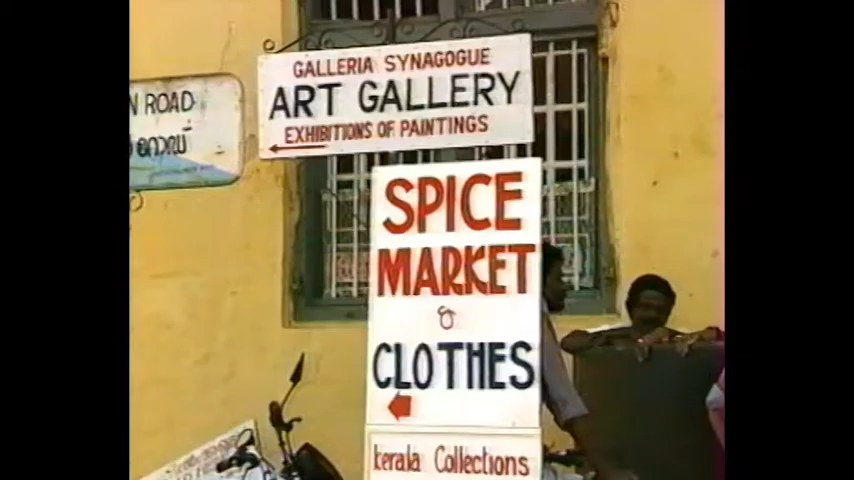 GALLERIA SYNAGOGUE
ART GALLERY
EXHIBITIONS OF PAINTINGS
ROAD
റോഡ്
SPICE
MARKET
&
CLOTHES
kerala Collections